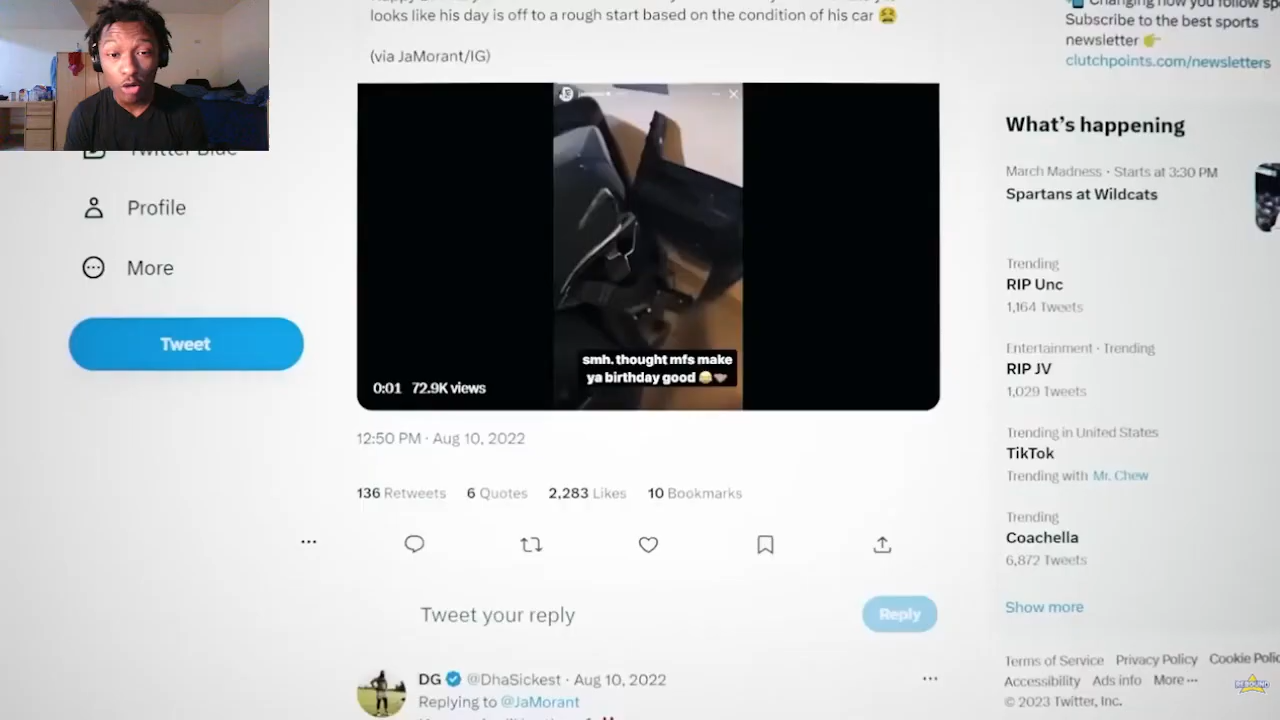 looks like his day is off to a rough start based on the condition of his car 😫
(via JaMorant/IG)
smh. thought mfs make
ya birthday good
0:01 72.9K views
12:50 PM · Aug 10, 2022
136 Retweets 6 Quotes 2,283 Likes 10 Bookmarks
Tweet your reply
Reply
DG @DhaSickest · Aug 10, 2022
Replying to @JaMorant
Twitter Blue
Profile
More
Tweet
Subscribe to the best sports
newsletter 👉
clutchpoints.com/newsletters
What's happening
March Madness · Starts at 3:30 PM
Spartans at Wildcats
Trending
RIP Unc
1,164 Tweets
Entertainment · Trending
RIP JV
1,029 Tweets
Trending in United States
TikTok
Trending with Mr. Chew
Trending
Coachella
6,872 Tweets
Show more
Terms of Service Privacy Policy Cookie
Accessibility Ads info More ···
© 2023 Twitter, Inc.